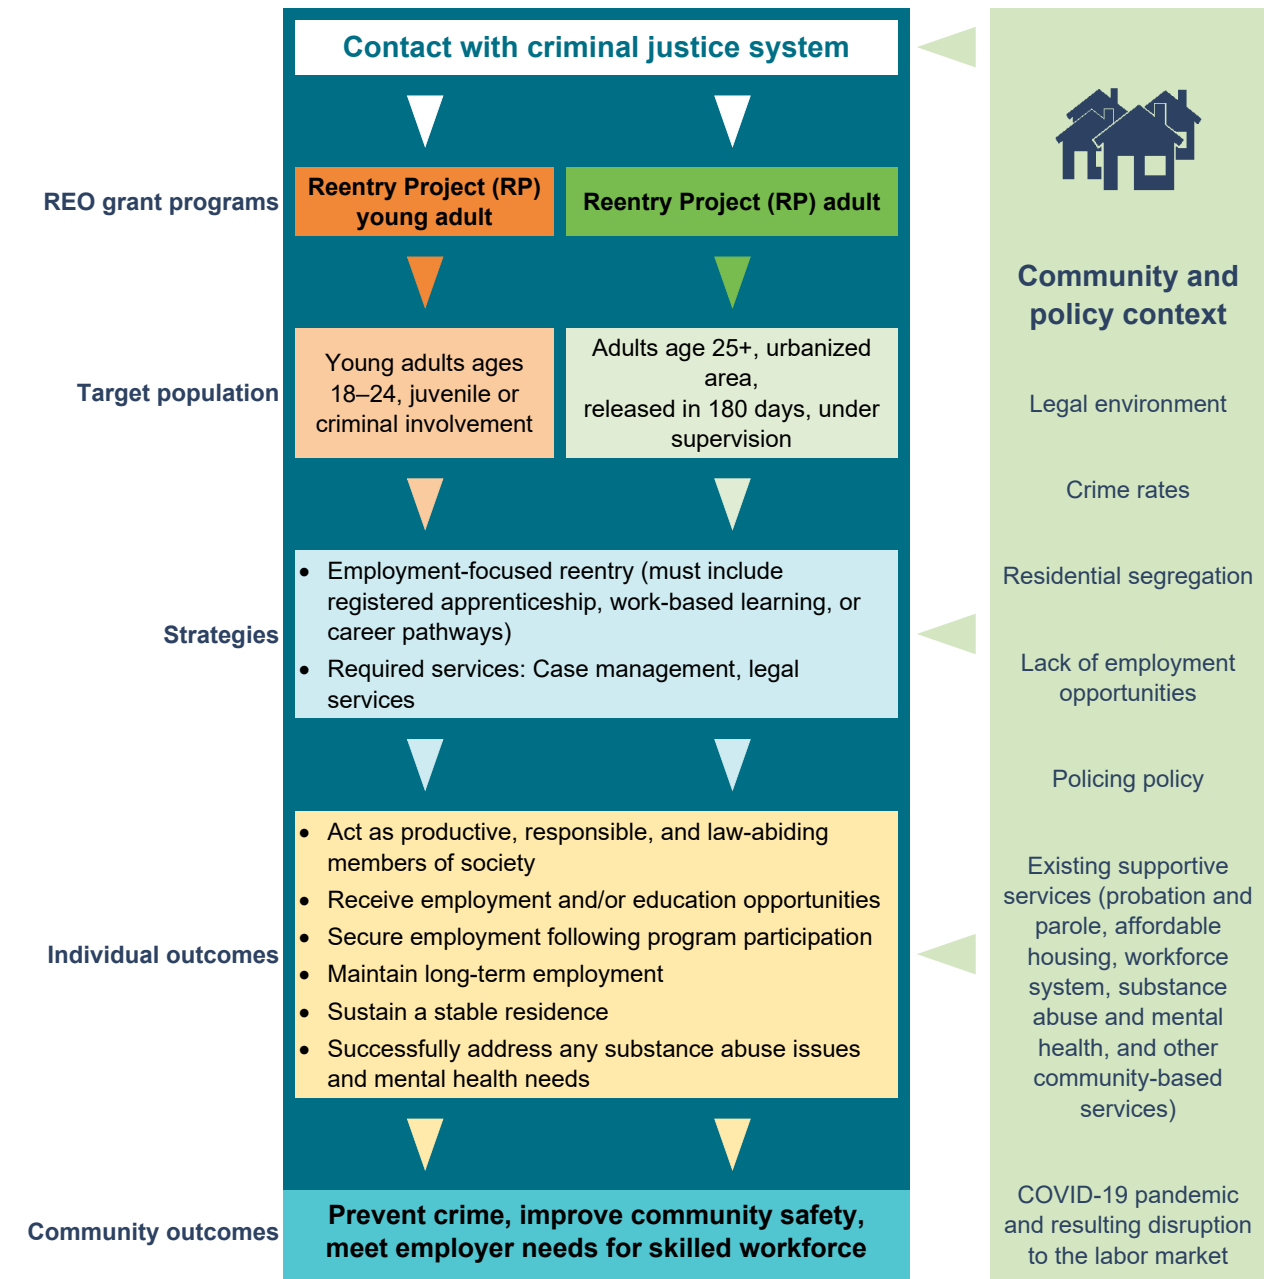 Contact with criminal justice system
REO grant programs
Reentry Project (RP)
young adult
Reentry Project (RP) adult
Target population
Young adults ages
18–24, juvenile or
criminal involvement
Adults age 25+, urbanized
area,
released in 180 days, under
supervision
Strategies
• Employment-focused reentry (must include
registered apprenticeship, work-based learning, or
career pathways)
• Required services: Case management, legal
services
Individual outcomes
• Act as productive, responsible, and law-abiding
members of society
• Receive employment and/or education opportunities
• Secure employment following program participation
• Maintain long-term employment
• Sustain a stable residence
• Successfully address any substance abuse issues
and mental health needs
Community outcomes
Prevent crime, improve community safety,
meet employer needs for skilled workforce
Community and
policy context
Legal environment
Crime rates
Residential segregation
Lack of employment
opportunities
Policing policy
Existing supportive
services (probation and
parole, affordable
housing, workforce
system, substance
abuse and mental
health, and other
community-based
services)
COVID-19 pandemic
and resulting disruption
to the labor market